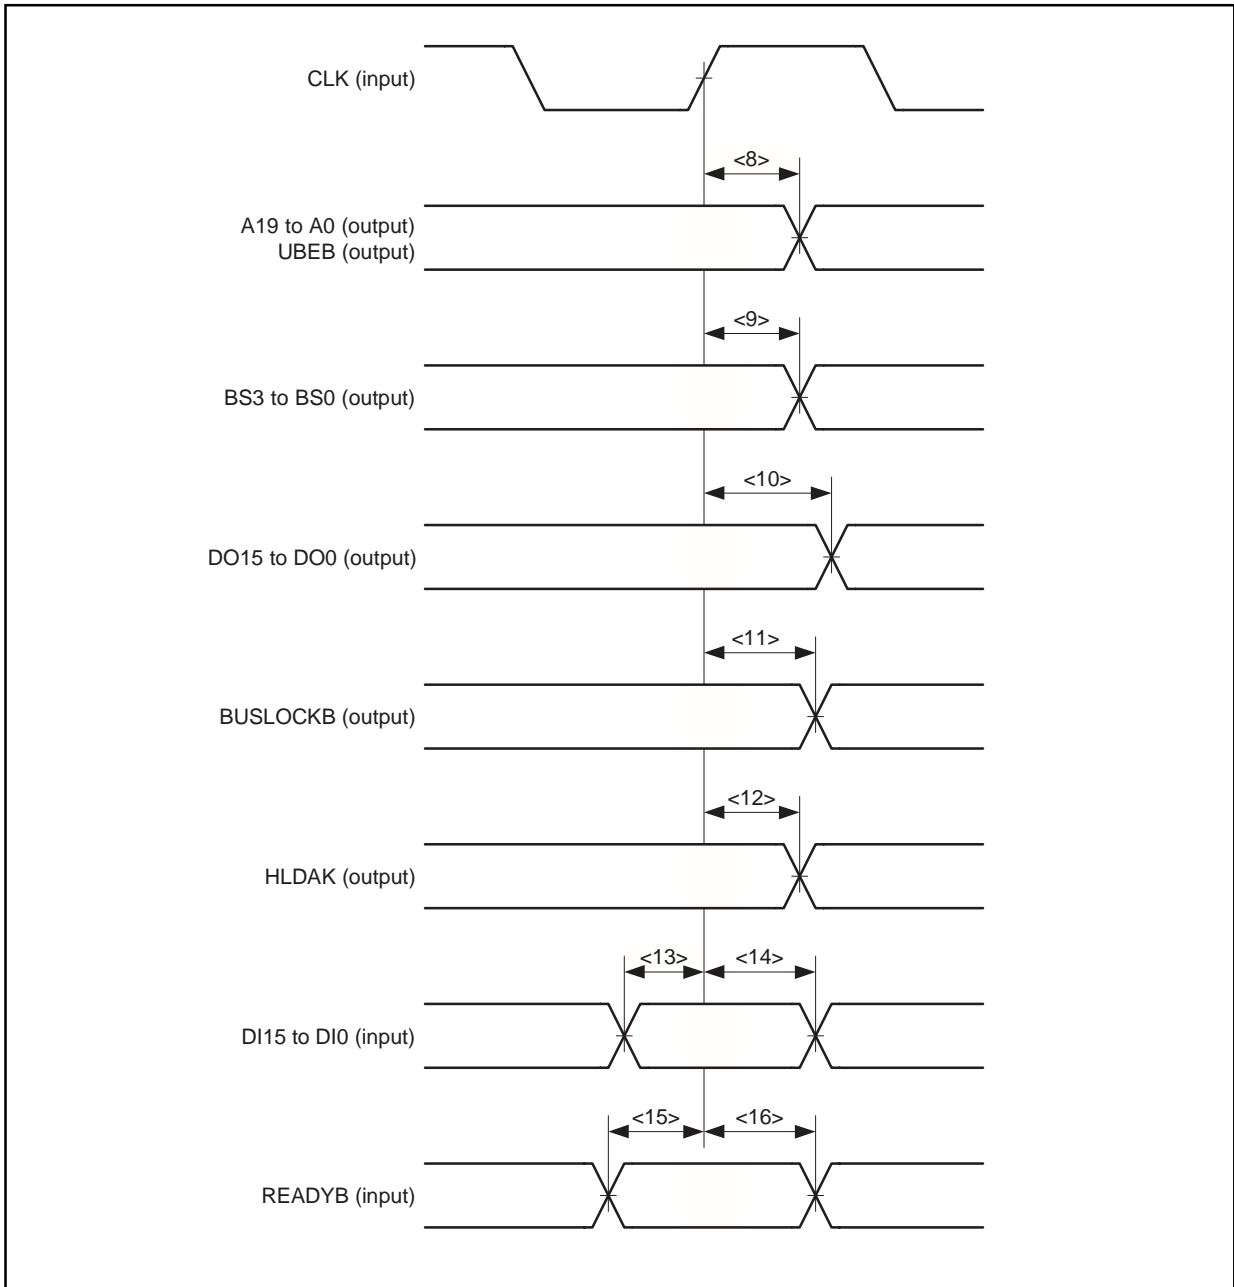 CLK (input)
<8>
A19 to A0 (output)
UBEB (output)
<9>
BS3 to BS0 (output)
<10>
DO15 to DO0 (output)
<11>
BUSLOCKB (output)
<12>
HLDAK (output)
<13> <14>
DI15 to DI0 (input)
<15> <16>
READYB (input)